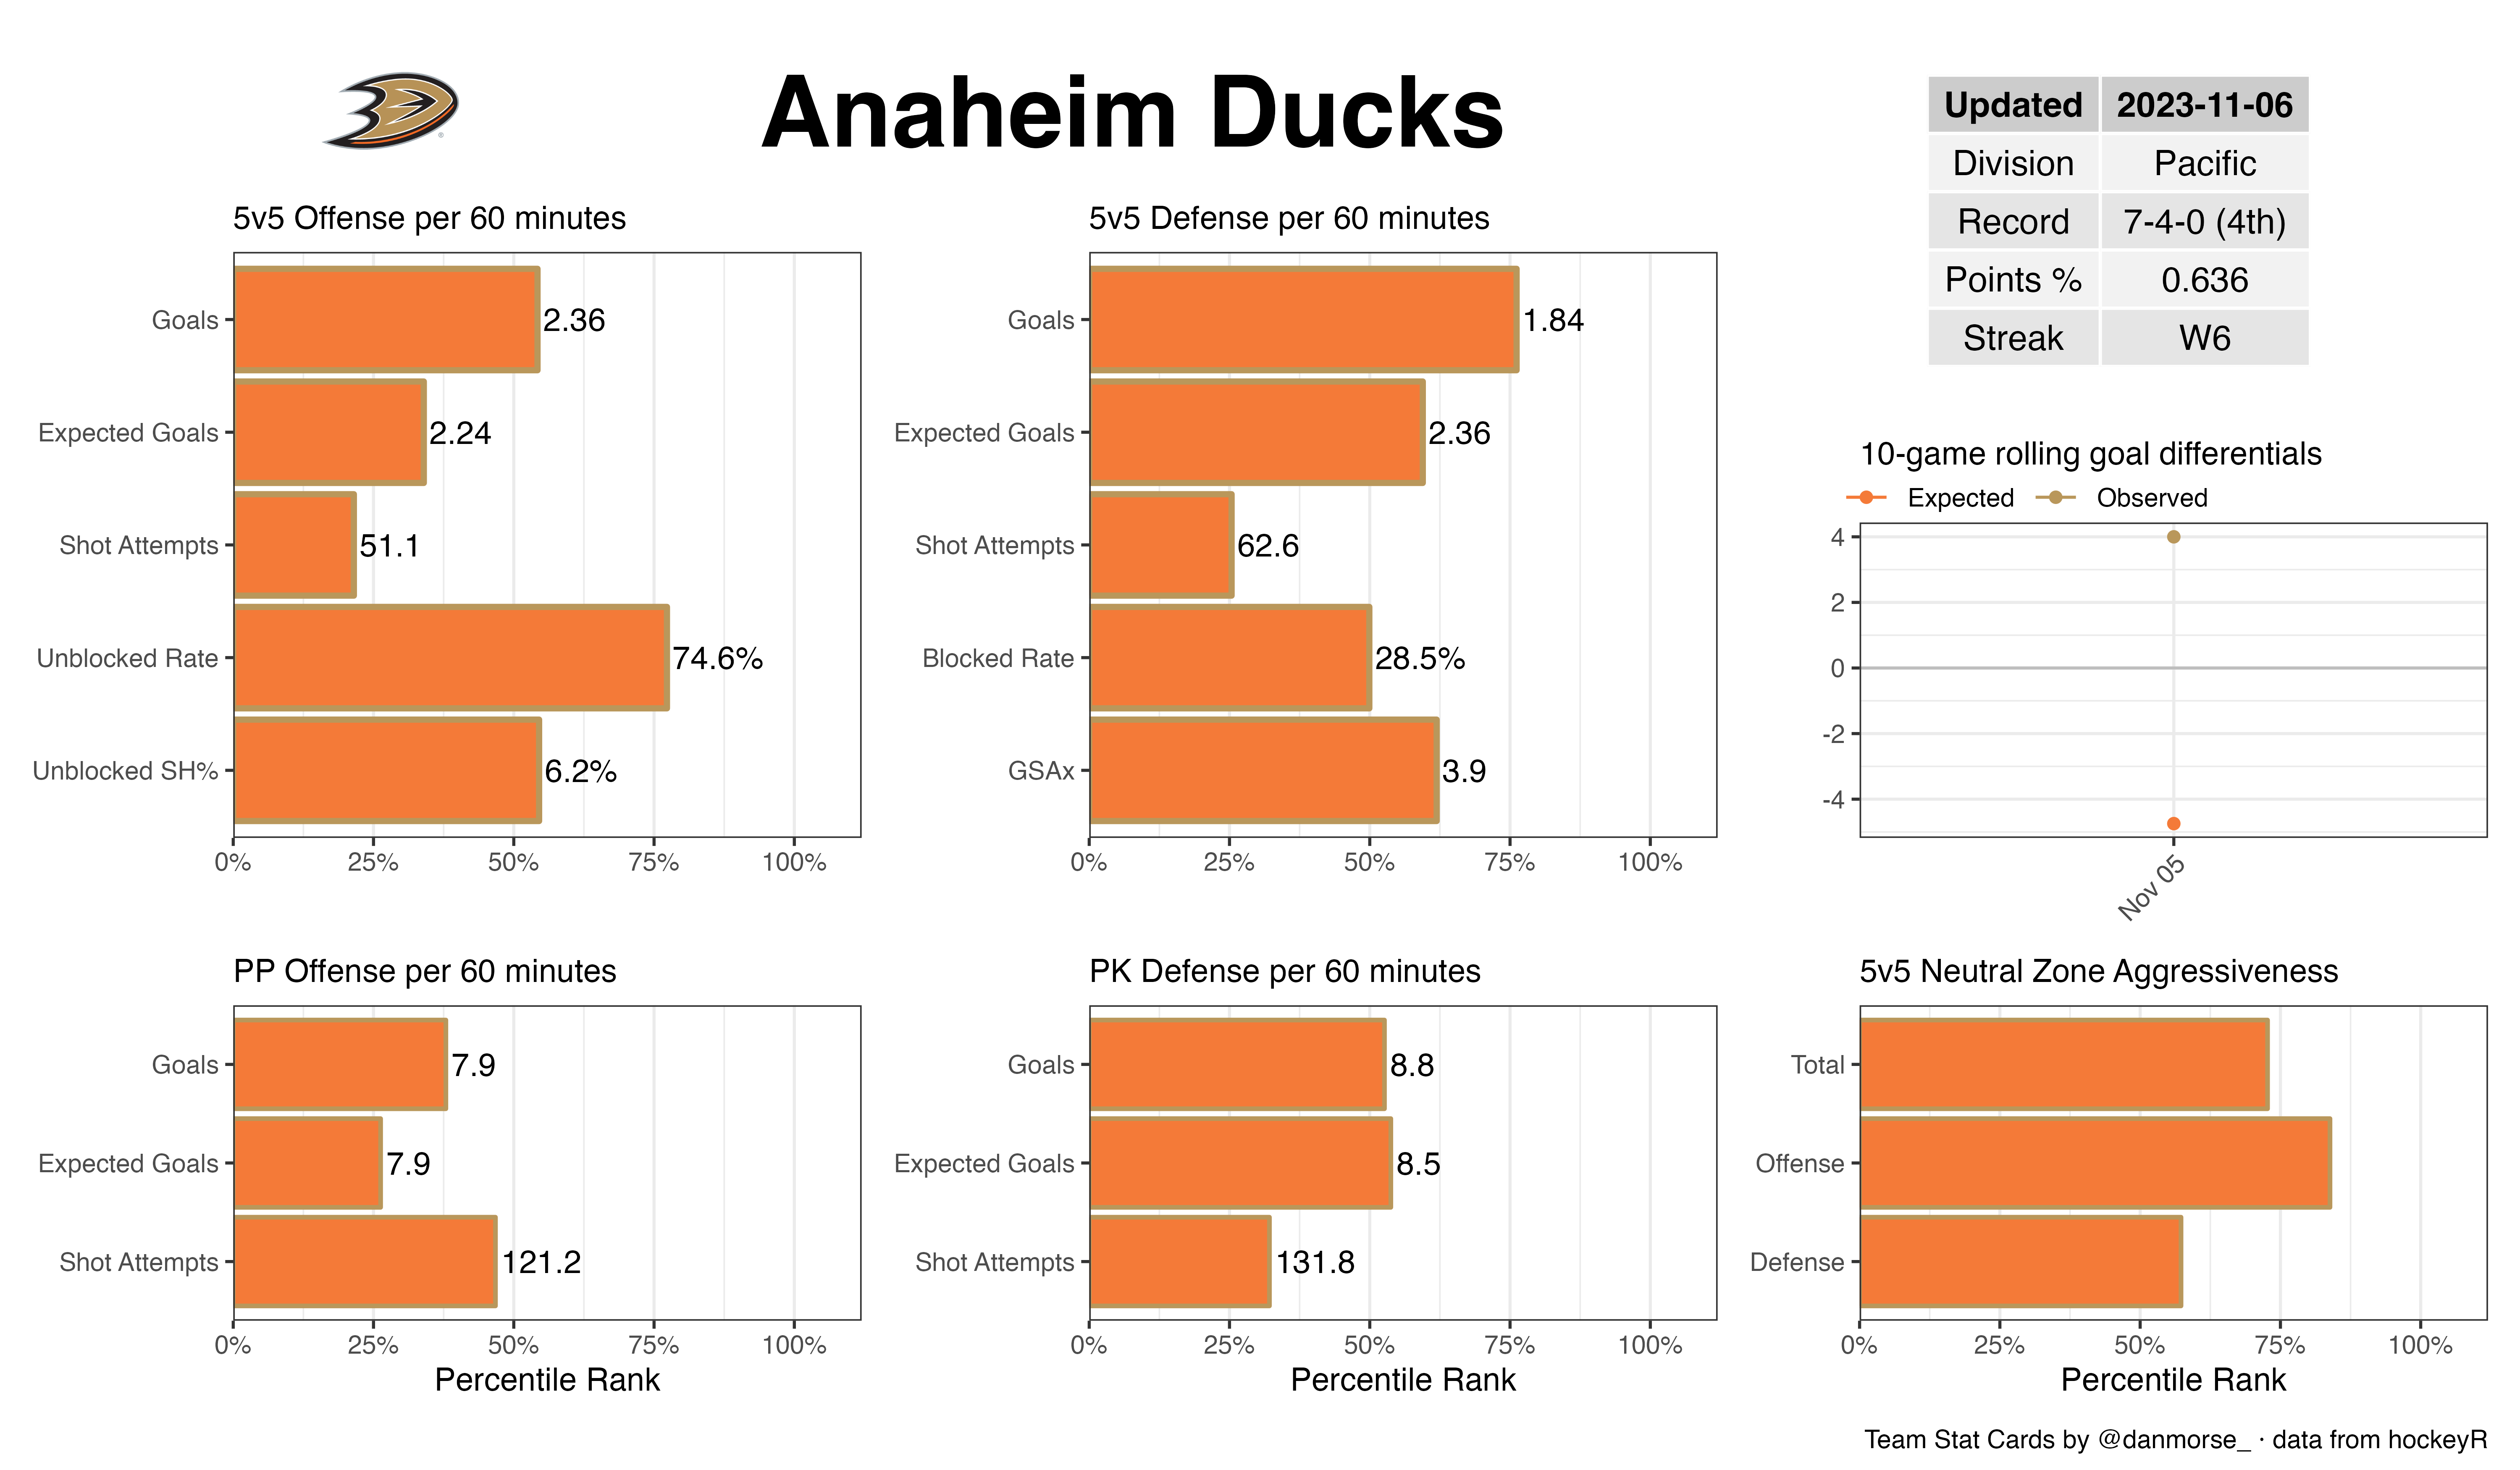 Anaheim Ducks
Updated 2023-11-06
Division Pacific
Record 7-4-0 (4th)
Points % 0.636
Streak W6
5v5 Offense per 60 minutes
Goals 2.36
Expected Goals 2.24
Shot Attempts 51.1
Unblocked Rate 74.6%
Unblocked SH% 6.2%
0% 25% 50% 75% 100%
5v5 Defense per 60 minutes
Goals 1.84
Expected Goals 2.36
Shot Attempts 62.6
Blocked Rate 28.5%
GSAx 3.9
0% 25% 50% 75% 100%
10-game rolling goal differentials
Expected Observed
4
2
0
-2
-4
Nov 05
PP Offense per 60 minutes
Goals 7.9
Expected Goals 7.9
Shot Attempts 121.2
0% 25% 50% 75% 100%
Percentile Rank
PK Defense per 60 minutes
Goals 8.8
Expected Goals 8.5
Shot Attempts 131.8
0% 25% 50% 75% 100%
Percentile Rank
5v5 Neutral Zone Aggressiveness
Total
Offense
Defense
0% 25% 50% 75% 100%
Percentile Rank
Team Stat Cards by @danmorse_ · data from hockeyR